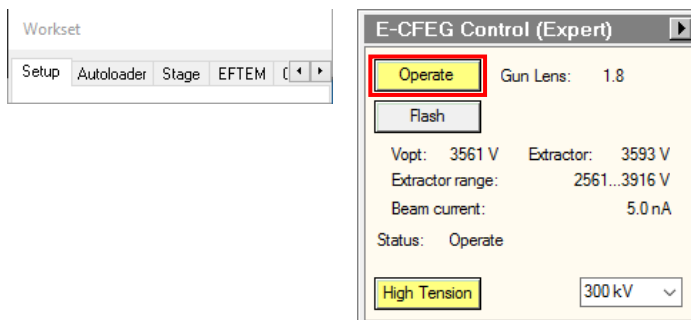 Workset
Setup Autoloader Stage EFTEM
E-CFEG Control (Expert)
Operate Gun Lens: 1.8
Flash
Vopt: 3561 V Extractor: 3593 V
Extractor range: 2561...3916 V
Beam current: 5.0 nA
Status: Operate
High Tension 300 kV